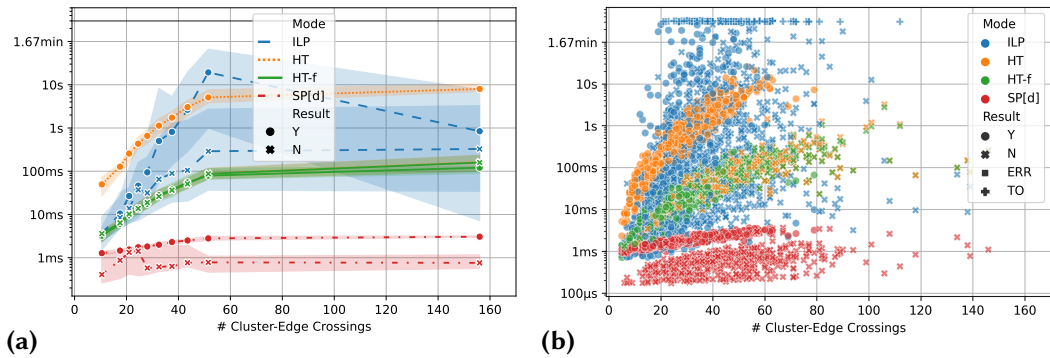 1.67min
10s
1s
100ms
10ms
1ms
0 20 40 60 80 100 120 140 160
# Cluster-Edge Crossings
Mode
ILP
HT
HT-f
SP[d]
Result
Y
N
(a)
1.67min
10s
1s
100ms
10ms
1ms
100μs
0 20 40 60 80 100 120 140 160
# Cluster-Edge Crossings
Mode
ILP
HT
HT-f
SP[d]
Result
Y
N
ERR
TO
(b)